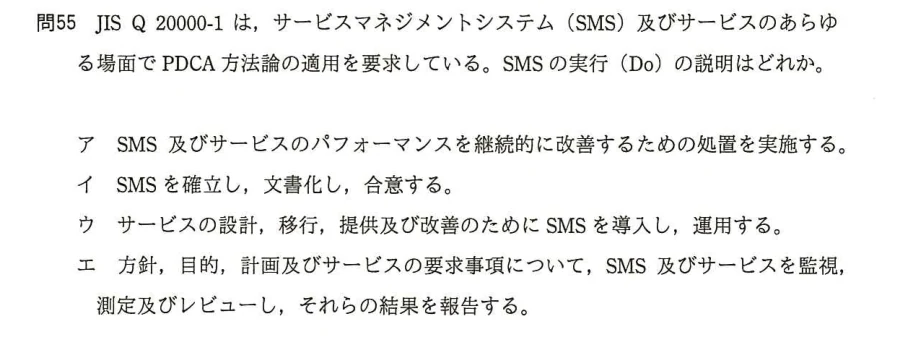 問55 JIS Q 20000-1 は，サービスマネジメントシステム（SMS）及びサービスのあらゆ
る場面で PDCA 方法論の適用を要求している。SMS の実行（Do）の説明はどれか。
ア SMS 及びサービスのパフォーマンスを継続的に改善するための処置を実施する。
イ SMS を確立し，文書化し，合意する。
ウ サービスの設計，移行，提供及び改善のために SMS を導入し，運用する。
エ 方針，目的，計画及びサービスの要求事項について，SMS 及びサービスを監視，
測定及びレビューし，それらの結果を報告する。